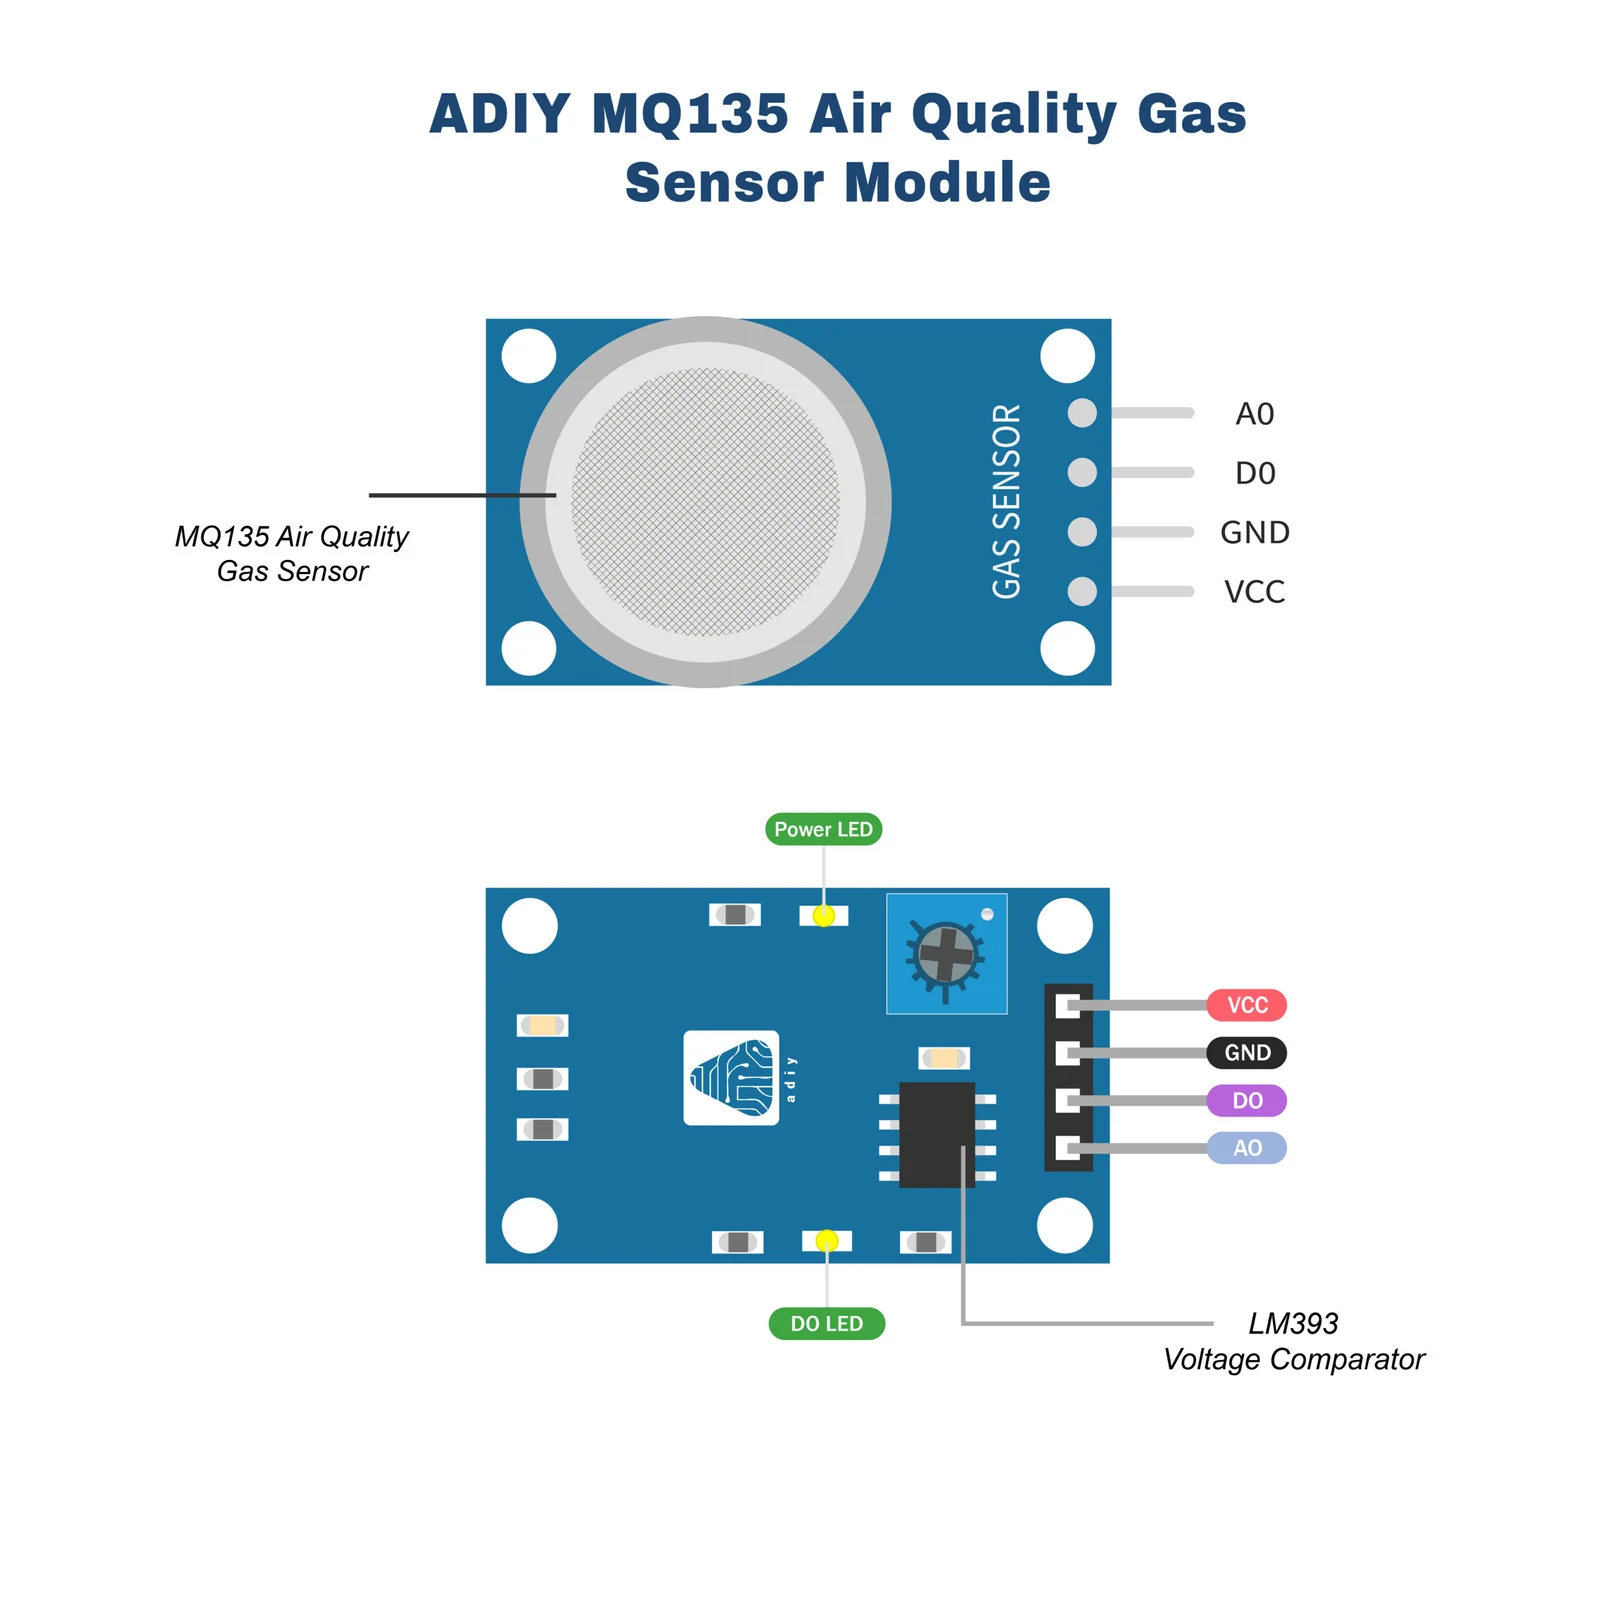 ADIY MQ135 Air Quality Gas
Sensor Module
GAS SENSOR
A0
D0
GND
VCC
MQ135 Air Quality
Gas Sensor
Power LED
adiy
VCC
GND
DO
AO
DO LED
LM393
Voltage Comparator